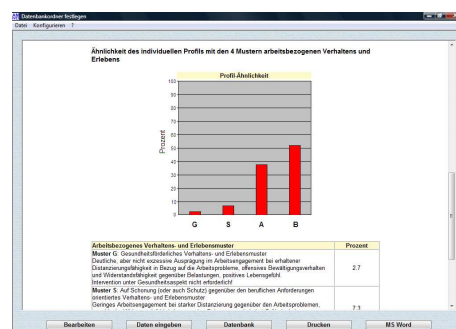 Datenbankordner festlegen
Datei Konfigurieren ?
Ähnlichkeit des individuellen Profils mit den 4 Mustern arbeitsbezogenen Verhaltens und
Erlebens
Profil-Ähnlichkeit
100
90
80
70
60
50
40
30
20
10
0
Prozent
G S A B
Arbeitsbezogenes Verhaltens- und Erlebensmuster Prozent
Muster G: Gesundheitsförderliches Verhaltens- und Erlebensmuster
Deutliche, aber nicht exzessive Ausprägung im Arbeitsengagement bei erhaltener
Distanzierungsfähigkeit in Bezug auf die Arbeitsprobleme, offensives Bewältigungsverhalten
und Widerstandsfähigkeit gegenüber Belastungen, positives Lebensgefühl.
Intervention unter Gesundheitsaspekt nicht erforderlich!
2.7
Muster S: Auf Schonung (oder auch Schutz) gegenüber den beruflichen Anforderungen
orientiertes Verhaltens- und Erlebensmuster
Geringes Arbeitsengagement bei starker Distanzierung gegenüber den Arbeitsproblemen,
7.3
Bearbeiten Daten eingeben Datenbank Drucken MS Word